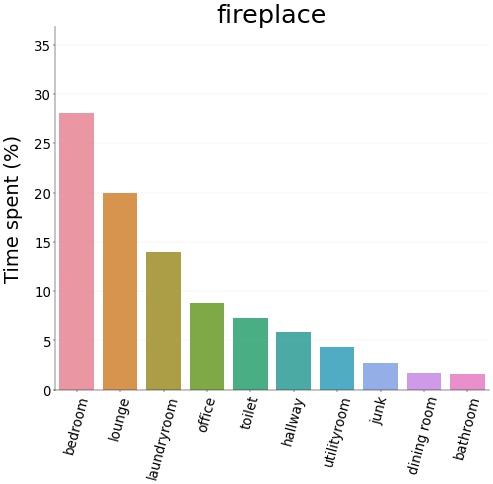 fireplace
Time spent (%)
35
30
25
20
15
10
5
0
bedroom
lounge
laundryroom
office
toilet
hallway
utilityroom
junk
dining room
bathroom